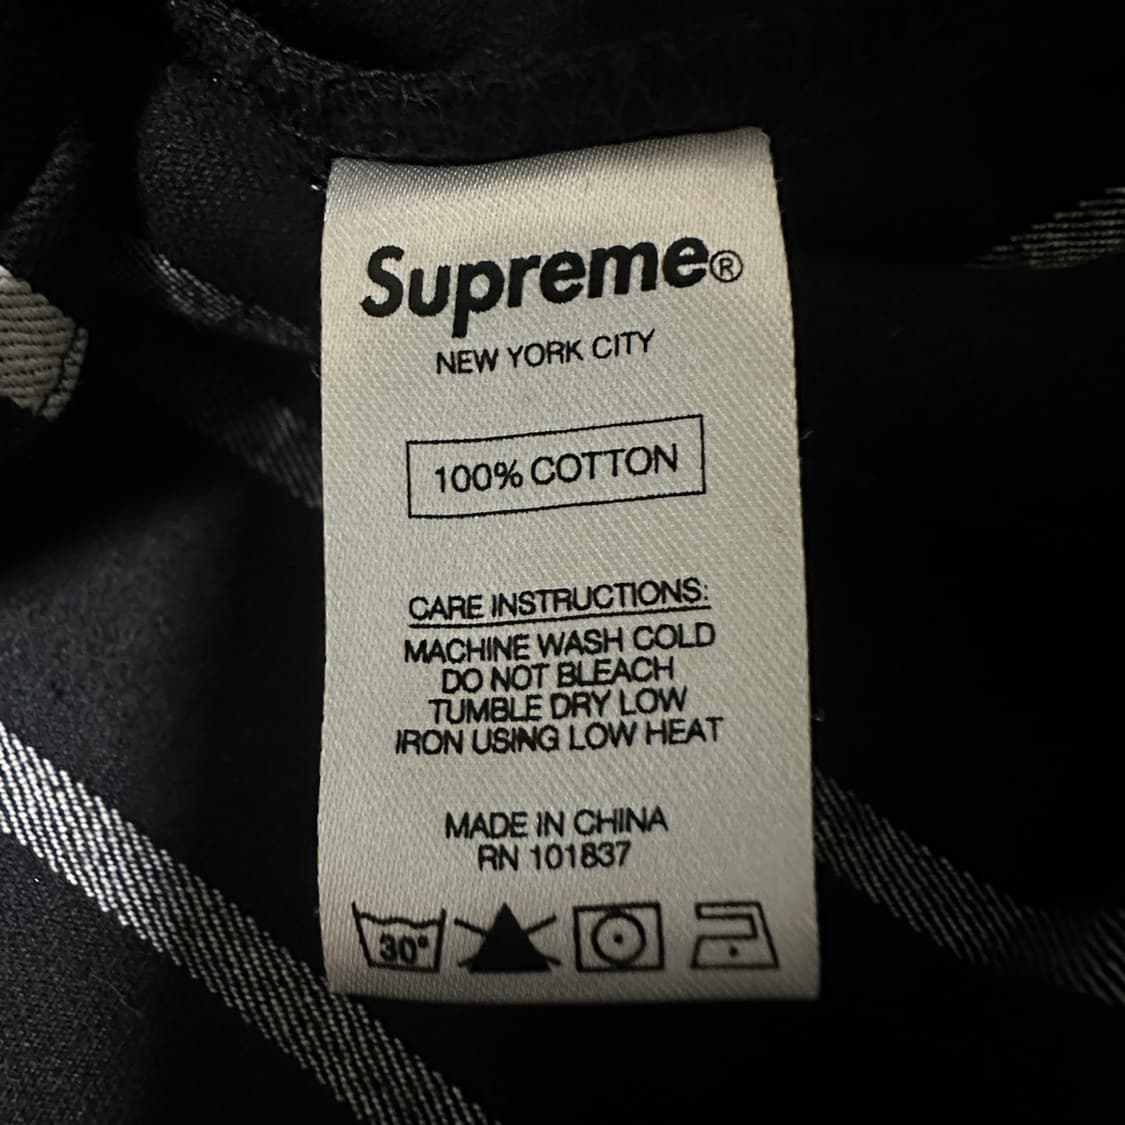 Supreme®
NEW YORK CITY
100% COTTON
CARE INSTRUCTIONS:
MACHINE WASH COLD
DO NOT BLEACH
TUMBLE DRY LOW
IRON USING LOW HEAT
MADE IN CHINA
RN 101837
30°